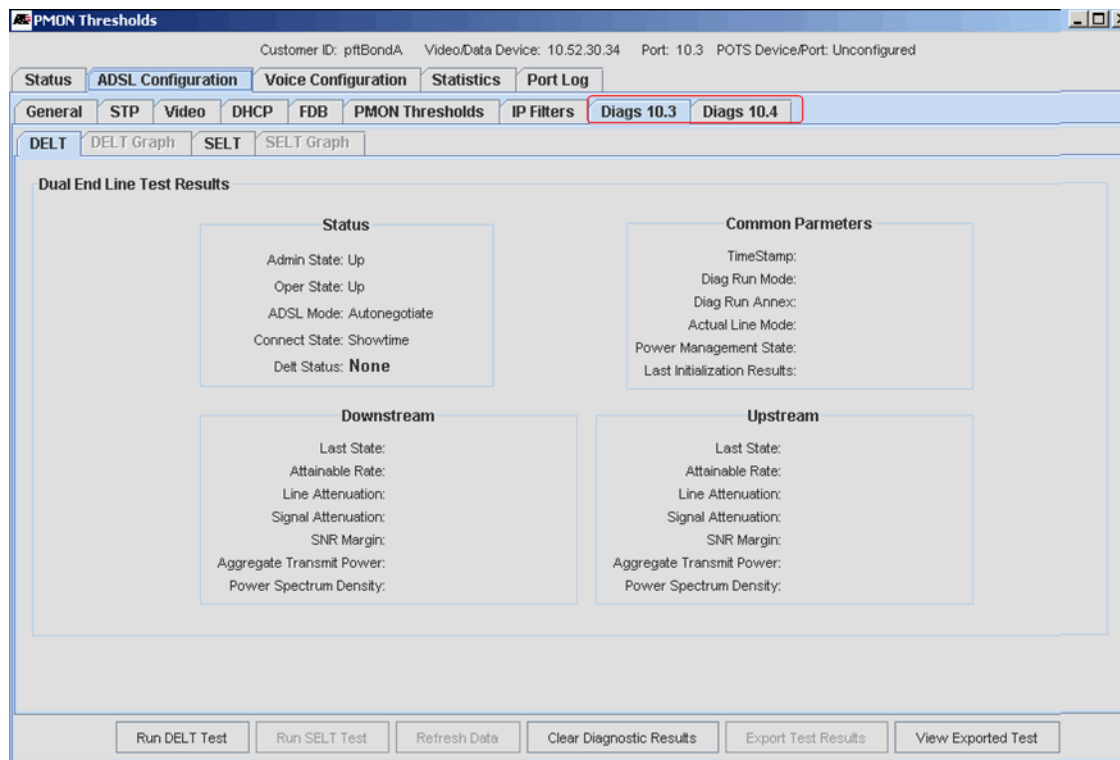 PMON Thresholds
Customer ID: pftBondA Video/Data Device: 10.52.30.34 Port: 10.3 POTS Device/Port: Unconfigured
Status ADSL Configuration Voice Configuration Statistics Port Log
General STP Video DHCP FDB PMON Thresholds IP Filters Diags 10.3 Diags 10.4
DELT DELT Graph SELT SELT Graph
Dual End Line Test Results
Status
Admin State: Up
Oper State: Up
ADSL Mode: Autonegotiate
Connect State: Showtime
Delt Status: None
Common Parmeters
TimeStamp:
Diag Run Mode:
Diag Run Annex:
Actual Line Mode:
Power Management State:
Last Initialization Results:
Downstream
Last State:
Attainable Rate:
Line Attenuation:
Signal Attenuation:
SNR Margin:
Aggregate Transmit Power:
Power Spectrum Density:
Upstream
Last State:
Attainable Rate:
Line Attenuation:
Signal Attenuation:
SNR Margin:
Aggregate Transmit Power:
Power Spectrum Density:
Run DELT Test Run SELT Test Refresh Data Clear Diagnostic Results Export Test Results View Exported Test